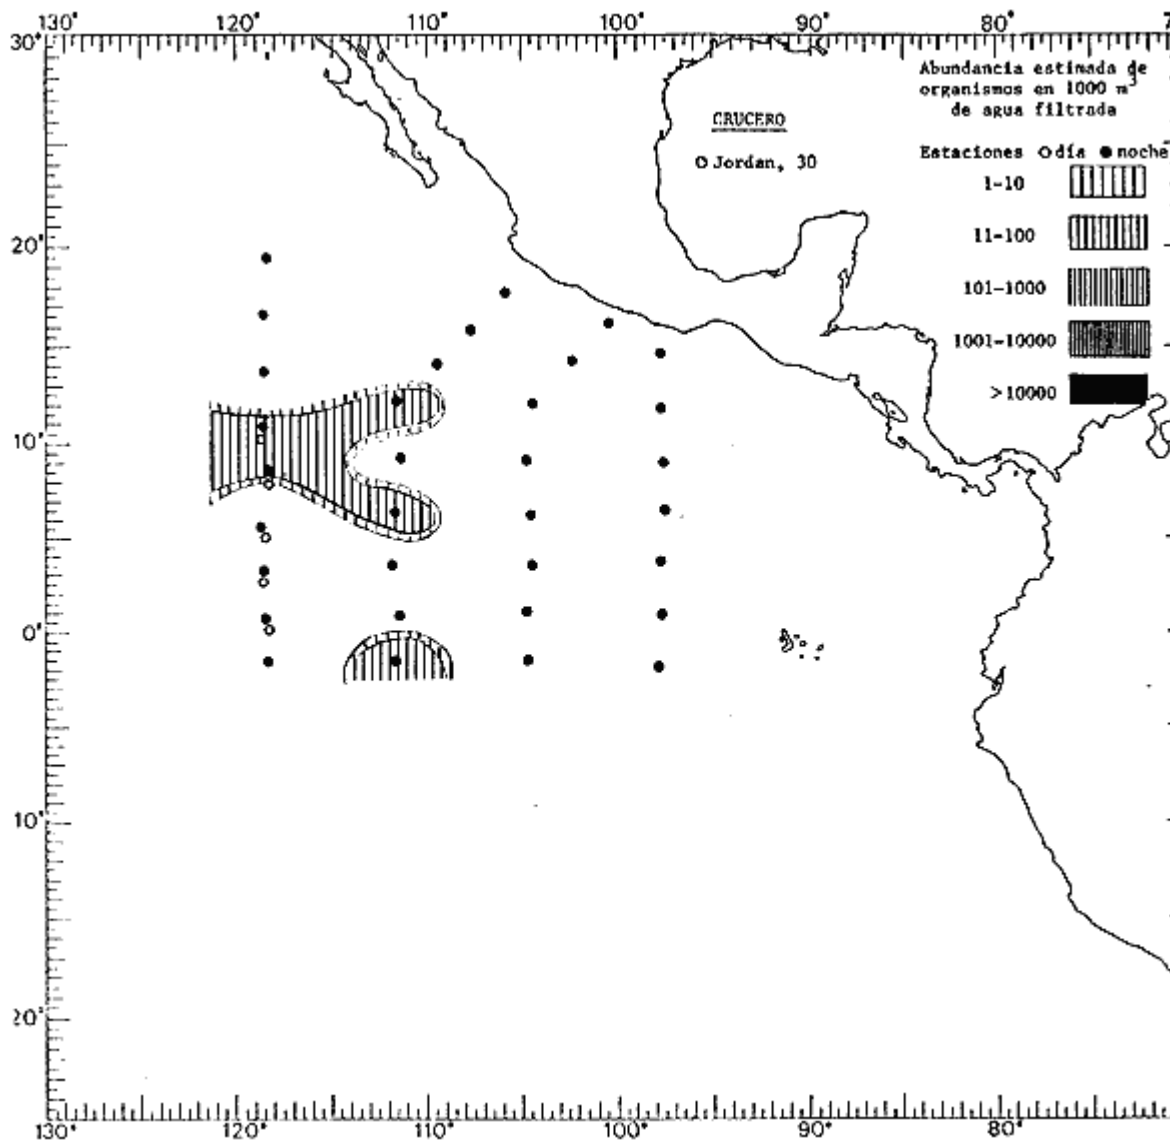 130° 120° 110° 100° 90° 80° 7
30°
Abundancia estimada de
organismos en 1000 m3
de agua filtrada
CRUCERO
O Jordan, 30
Estaciones O día ● noche
1-10
11-100
101-1000
1001-10000
>10000
20°
10°
0°
10°
20°
130° 120° 110° 100° 90° 80° 7